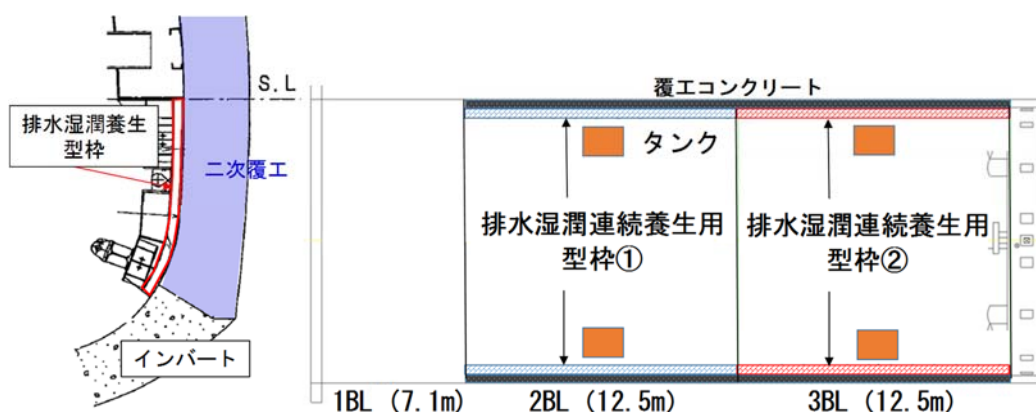 S.L
排水湿潤養生
型枠
二次覆工
インバート
覆工コンクリート
タンク
排水湿潤連続養生用
型枠①
排水湿潤連続養生用
型枠②
1BL (7.1m)
2BL (12.5m)
3BL (12.5m)